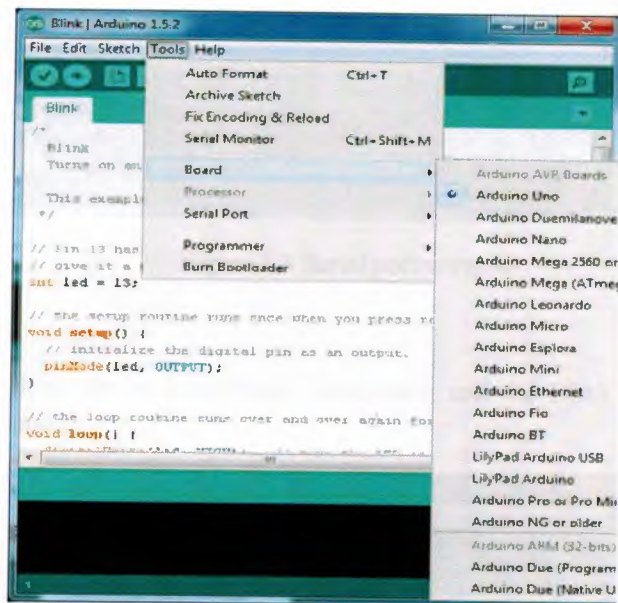 Blink | Arduino 1.5.2
File Edit Sketch Tools Help
Auto Format Ctrl+T
Archive Sketch
Fix Encoding & Reload
Serial Monitor Ctrl+Shift+M
Board
Processor
Serial Port
Programmer
Burn Bootloader
Arduino AVR Boards
Arduino Uno
Arduino Duemilanove
Arduino Nano
Arduino Mega 2560 or
Arduino Mega (ATmeg
Arduino Leonardo
Arduino Micro
Arduino Esplora
Arduino Mini
Arduino Ethernet
Arduino Fio
Arduino BT
LilyPad Arduino USB
LilyPad Arduino
Arduino Pro or Pro Mi
Arduino NG or older
Arduino ARM (32-bits)
Arduino Due (Program
Arduino Due (Native U
Blink
/*
Blink
Turns on a
This exampl
*/
// Pin 13 has
// give it a
int led = 13;
// the setup routine runs once when you press re
void setup() {
// initialize the digital pin as an output.
pinMode(led, OUTPUT);
}
// the loop routine runs over and over again for
void loop() {
1